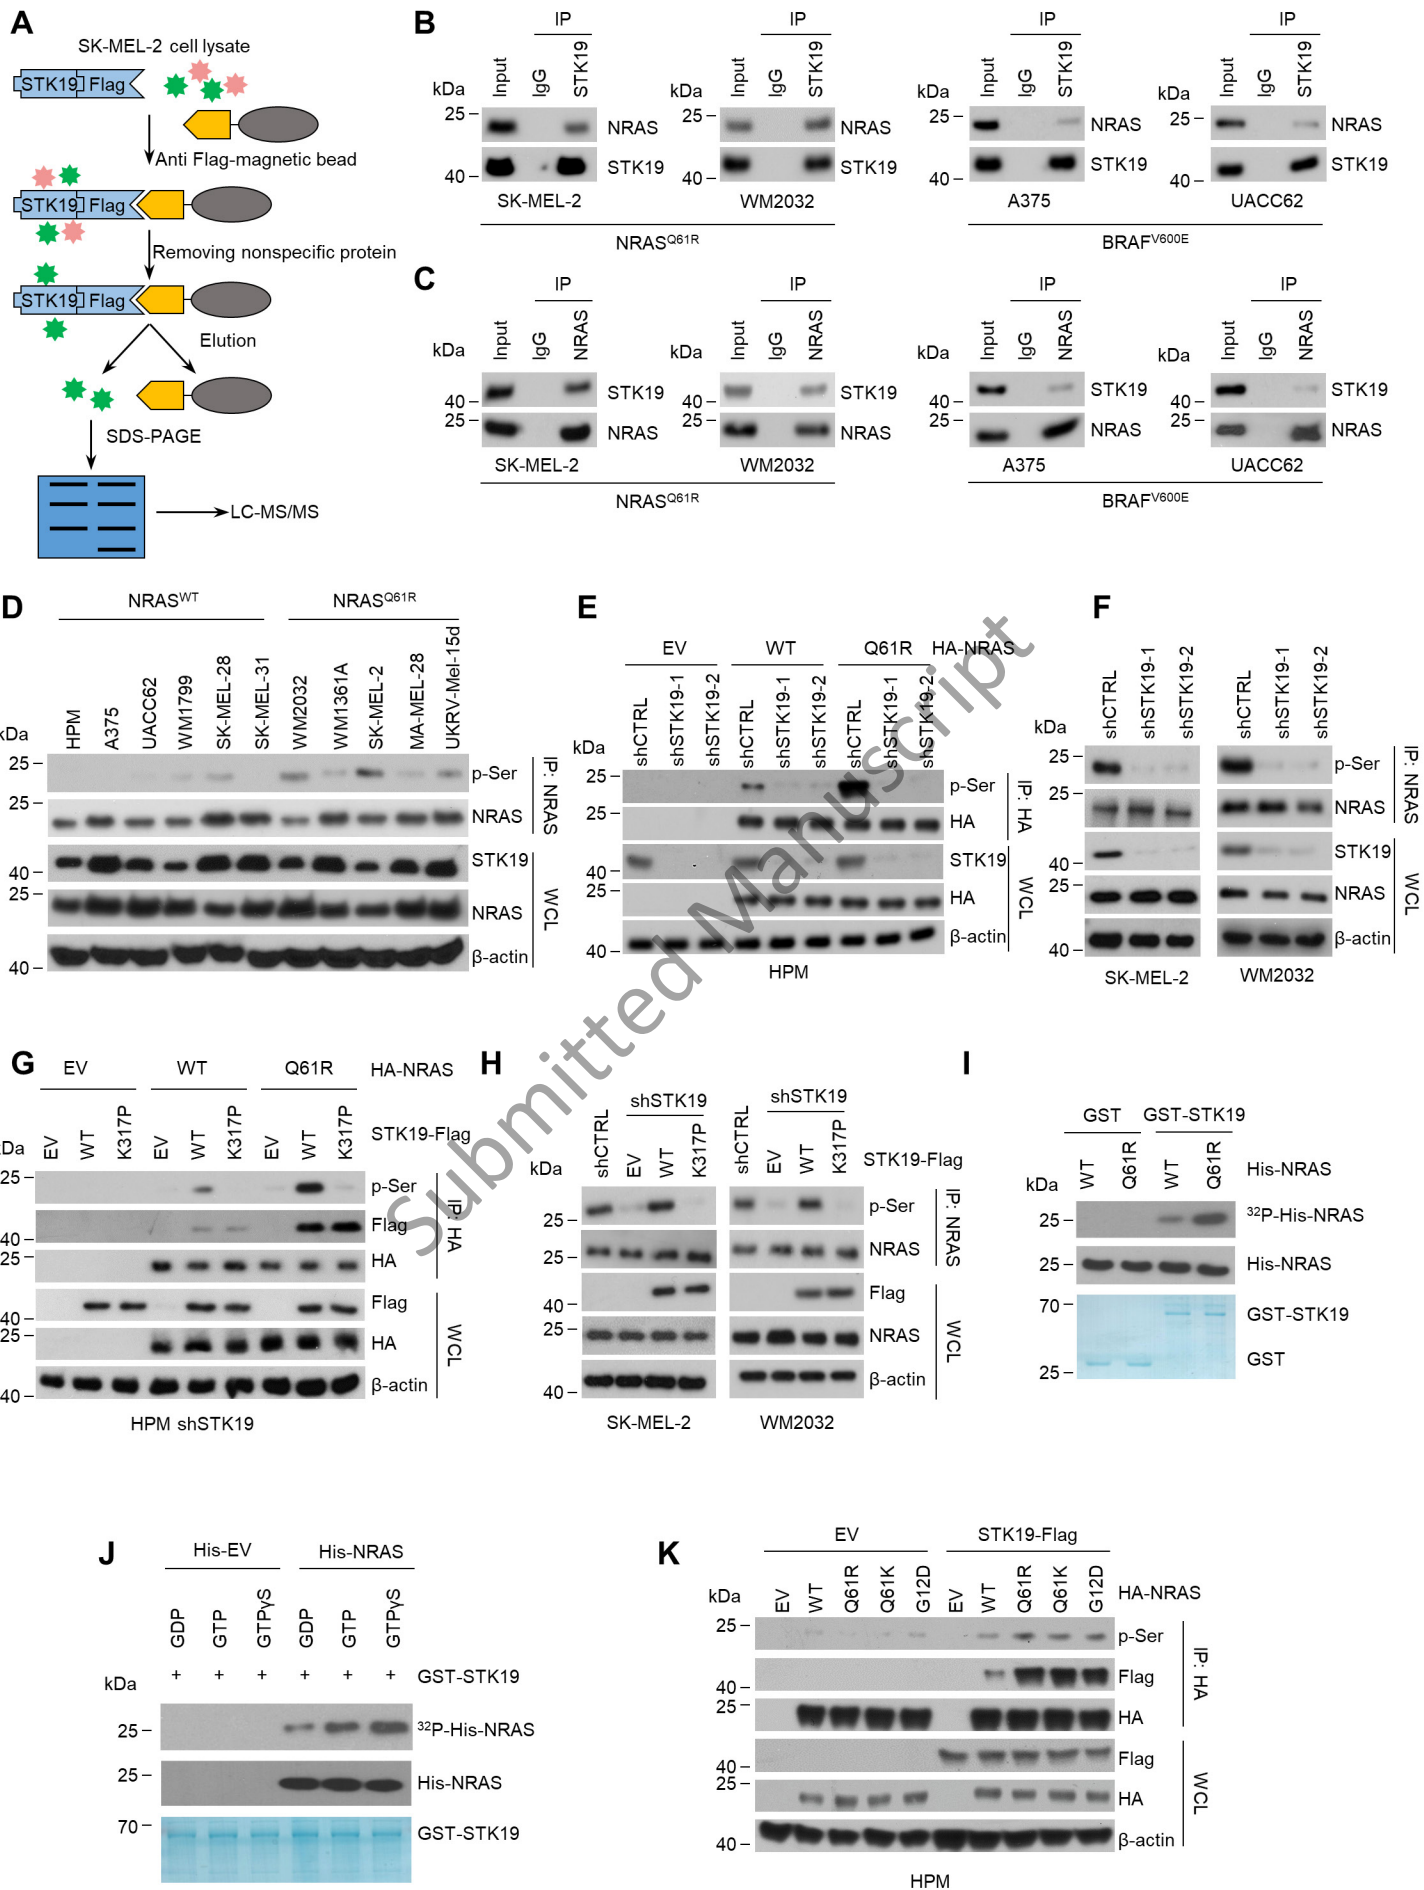 A
SK-MEL-2 cell lysate
STK19 Flag
Anti Flag-magnetic bead
STK19 Flag
Removing nonspecific protein
STK19 Flag
Elution
SDS-PAGE
LC-MS/MS
B
IP IP IP IP
kDa Input IgG STK19 kDa Input IgG STK19 kDa Input IgG STK19 kDa Input IgG STK19
25 NRAS 25 NRAS 25 NRAS 25 NRAS
40 STK19 40 STK19 40 STK19 40 STK19
SK-MEL-2 WM2032 A375 UACC62
NRASQ61R BRAFV600E
C
IP IP IP IP
kDa Input IgG NRAS kDa Input IgG NRAS kDa Input IgG NRAS kDa Input IgG NRAS
40 STK19 40 STK19 40 STK19 40 STK19
25 NRAS 25 NRAS 25 NRAS 25 NRAS
SK-MEL-2 WM2032 A375 UACC62
NRASQ61R BRAFV600E
D
NRASWT NRASQ61R
kDa HPM A375 UACC62 WM1799 SK-MEL-28 SK-MEL-31 WM2032 WM1361A SK-MEL-2 MA-MEL-28 UKRV-Mel-15d
25 p-Ser
25 NRAS
IP: NRAS
40 STK19
25 NRAS
40 β-actin
WCL
E
EV WT Q61R HA-NRAS
kDa shCTRL shSTK19-1 shSTK19-2 shCTRL shSTK19-1 shSTK19-2 shCTRL shSTK19-1 shSTK19-2
25 p-Ser
25 HA
IP: HA
40 STK19
25 HA
40 β-actin
WCL
HPM
F
kDa shCTRL shSTK19-1 shSTK19-2 shCTRL shSTK19-1 shSTK19-2
25 p-Ser
25 NRAS
IP: NRAS
40 STK19
25 NRAS
40 β-actin
WCL
SK-MEL-2 WM2032
G
EV WT Q61R HA-NRAS
kDa EV WT K317P EV WT K317P EV WT K317P STK19-Flag
25 p-Ser
40 Flag
25 HA
IP: HA
40 Flag
25 HA
40 β-actin
WCL
HPM shSTK19
H
shSTK19 shSTK19
kDa shCTRL EV WT K317P shCTRL EV WT K317P STK19-Flag
25 p-Ser
25 NRAS
IP: NRAS
40 Flag
25 NRAS
40 β-actin
WCL
SK-MEL-2 WM2032
I
GST GST-STK19
kDa WT Q61R WT Q61R His-NRAS
25 32P-His-NRAS
25 His-NRAS
70 GST-STK19
25 GST
J
His-EV His-NRAS
GDP GTP GTPγS GDP GTP GTPγS
kDa + + + + + + GST-STK19
25 32P-His-NRAS
25 His-NRAS
70 GST-STK19
K
EV STK19-Flag
kDa EV WT Q61R Q61K G12D EV WT Q61R Q61K G12D HA-NRAS
25 p-Ser
40 Flag
25 HA
IP: HA
40 Flag
25 HA
40 β-actin
WCL
HPM
Submitted Manuscript